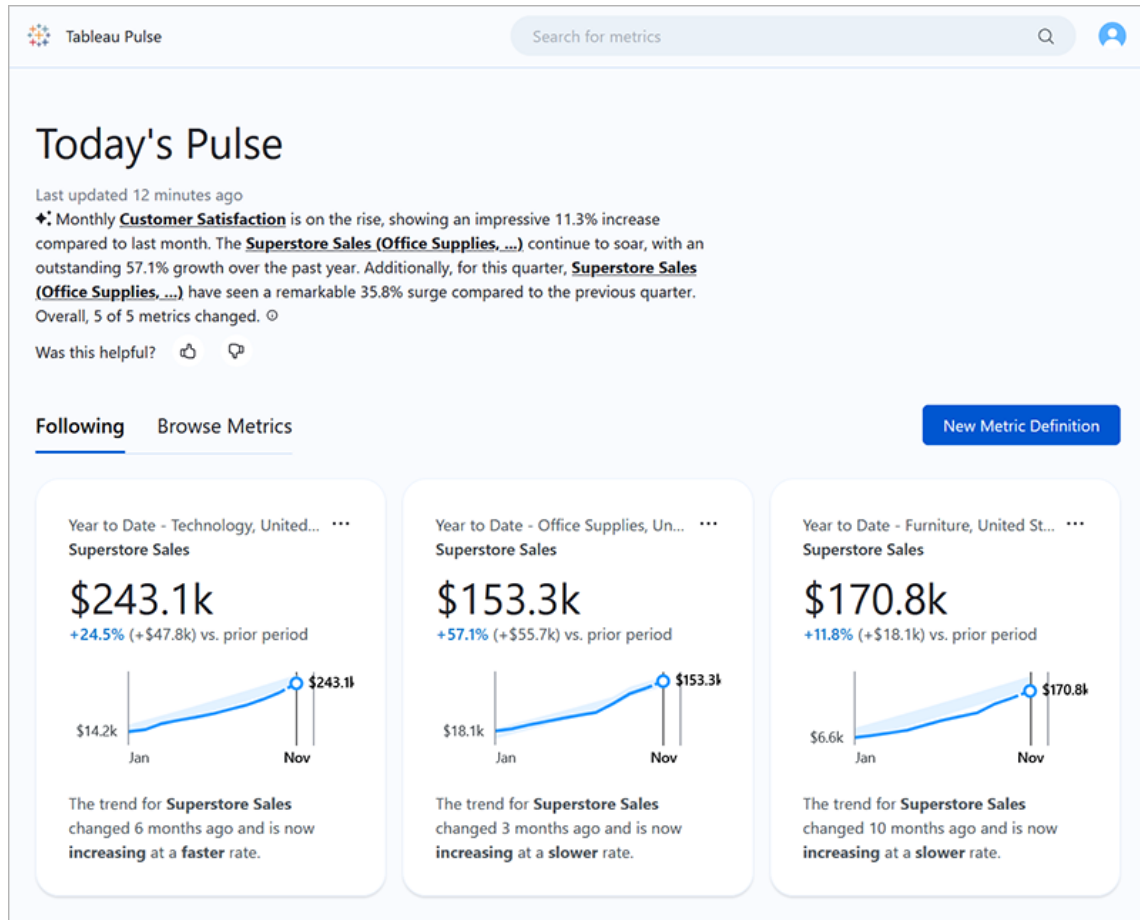 Tableau Pulse
Search for metrics
Today's Pulse
Last updated 12 minutes ago
Monthly Customer Satisfaction is on the rise, showing an impressive 11.3% increase
compared to last month. The Superstore Sales (Office Supplies, ...) continue to soar, with an
outstanding 57.1% growth over the past year. Additionally, for this quarter, Superstore Sales
(Office Supplies, ...) have seen a remarkable 35.8% surge compared to the previous quarter.
Overall, 5 of 5 metrics changed.
Was this helpful?
Following
Browse Metrics
New Metric Definition
Year to Date - Technology, United...
Superstore Sales
$243.1k
+24.5% (+$47.8k) vs. prior period
$243.1k
$14.2k
Jan
Nov
The trend for Superstore Sales
changed 6 months ago and is now
increasing at a faster rate.
Year to Date - Office Supplies, Un...
Superstore Sales
$153.3k
+57.1% (+$55.7k) vs. prior period
$153.3k
$18.1k
Jan
Nov
The trend for Superstore Sales
changed 3 months ago and is now
increasing at a slower rate.
Year to Date - Furniture, United St...
Superstore Sales
$170.8k
+11.8% (+$18.1k) vs. prior period
$170.8k
$6.6k
Jan
Nov
The trend for Superstore Sales
changed 10 months ago and is now
increasing at a slower rate.